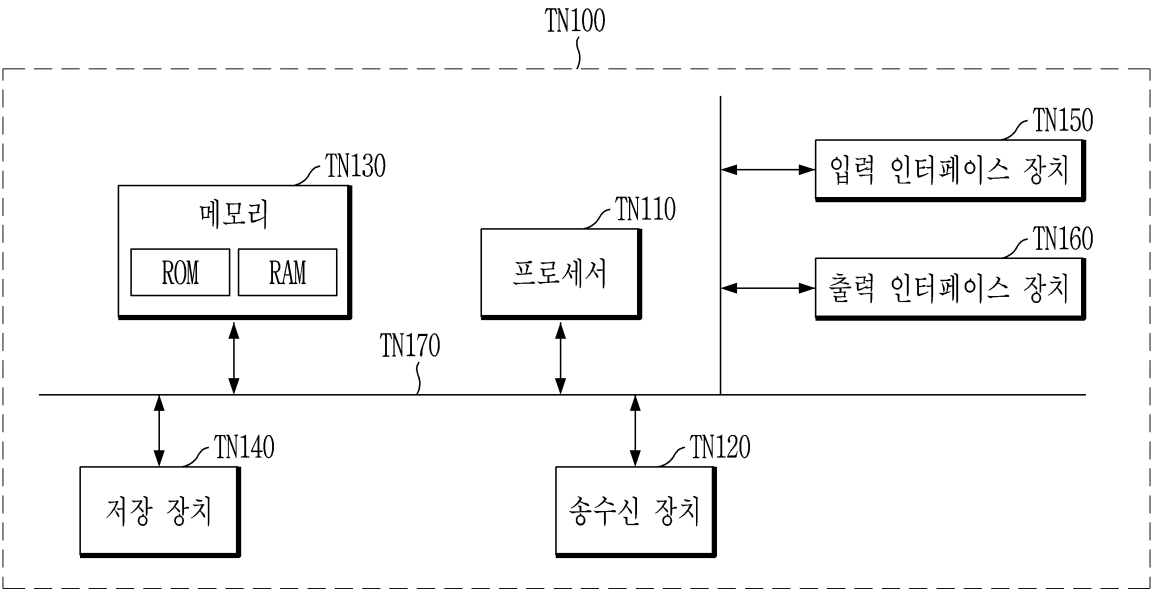 TN100
TN150
입력 인터페이스 장치
TN130
메모리
ROM
RAM
TN110
프로세서
TN160
출력 인터페이스 장치
TN170
TN140
저장 장치
TN120
송수신 장치